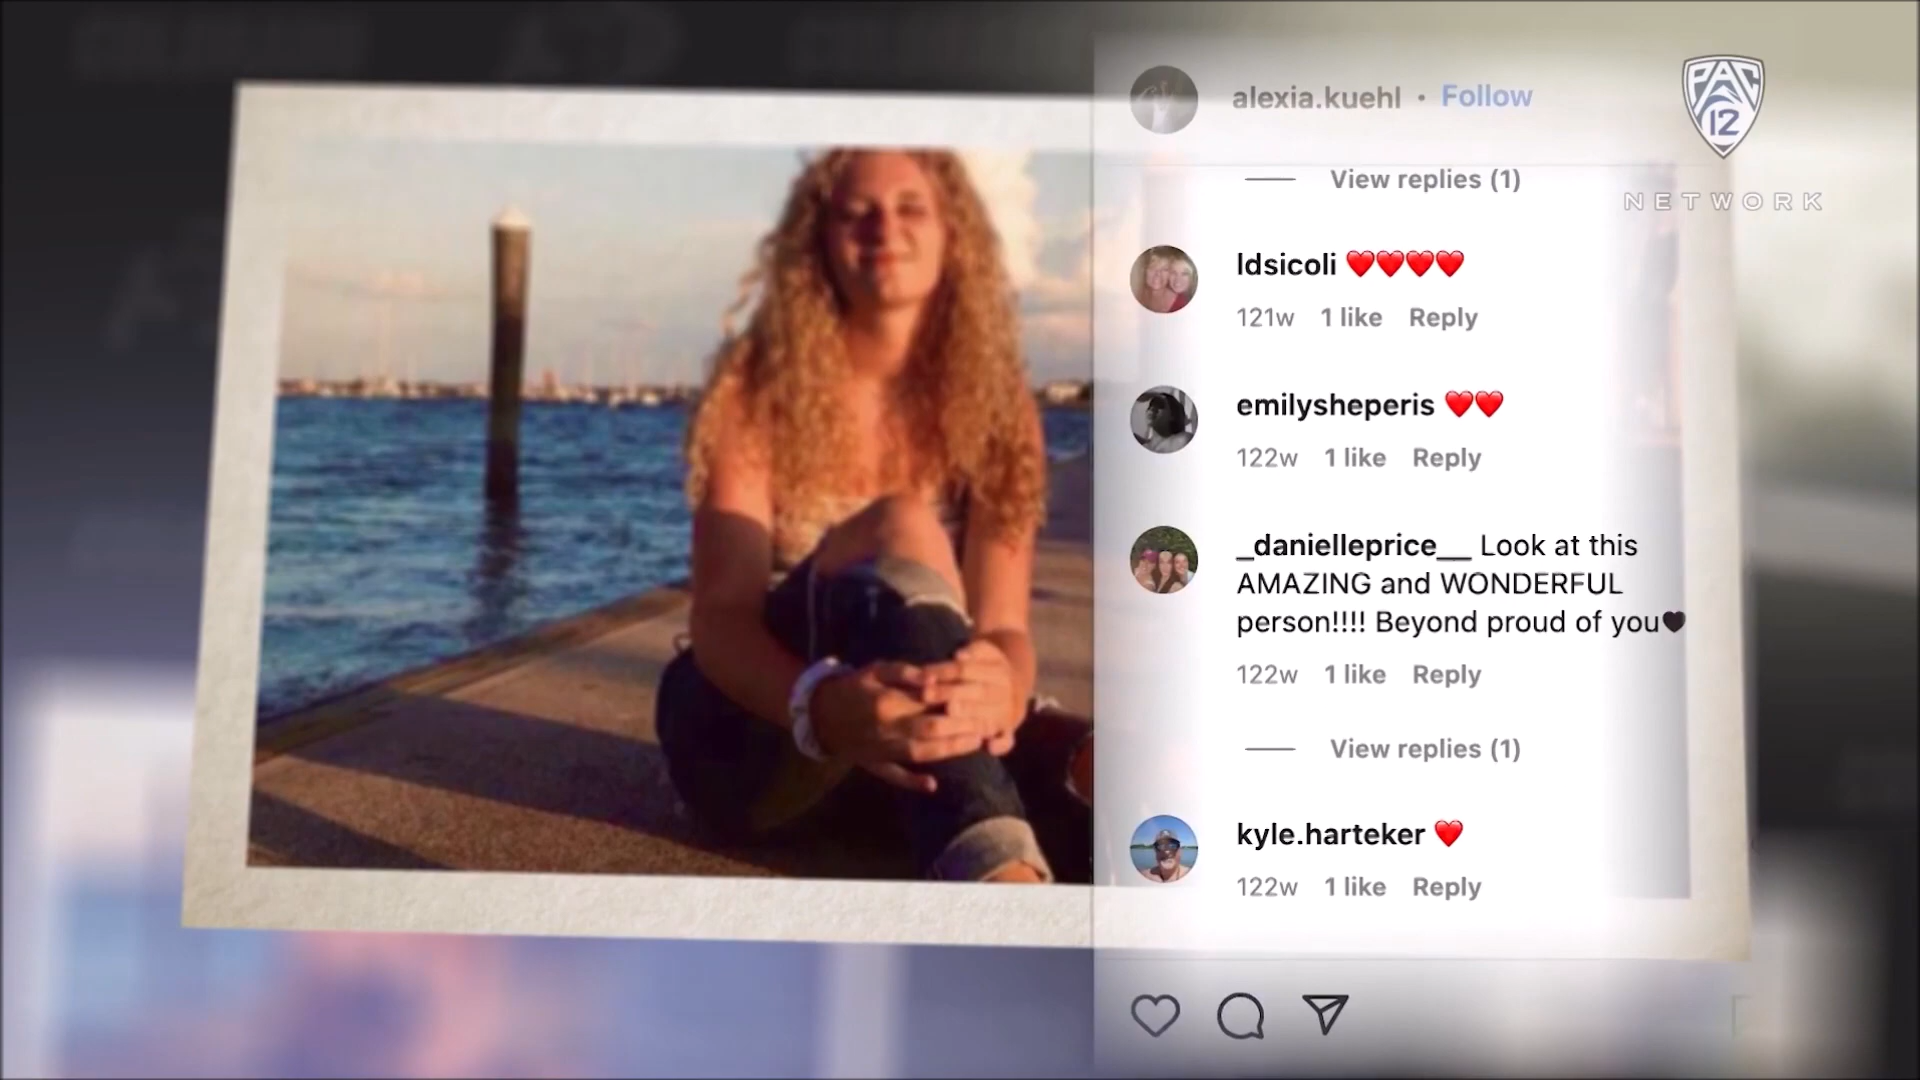 alexia.kuehl • Follow
PAC
12
NETWORK
View replies (1)
ldsicoli ❤️❤️❤️❤️
121w 1 like Reply
emilysheperis ❤️❤️
122w 1 like Reply
_danielleprice__ Look at this
AMAZING and WONDERFUL
person!!!! Beyond proud of you🖤
122w 1 like Reply
View replies (1)
kyle.harteker ❤️
122w 1 like Reply